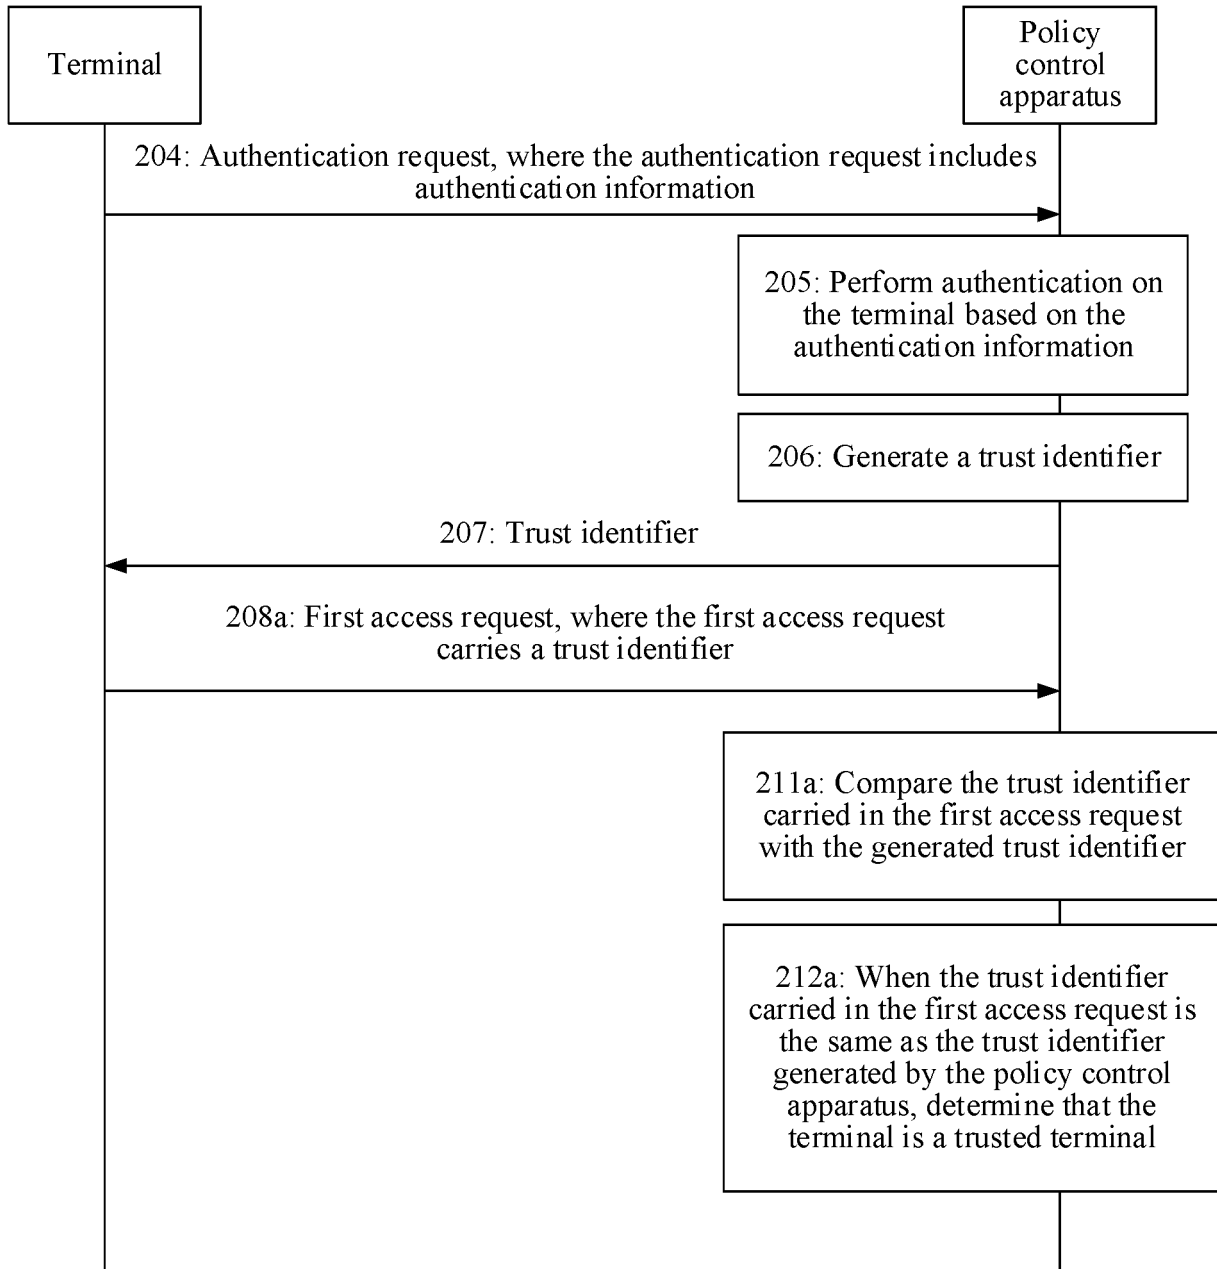 Terminal
Policy
control
apparatus
204: Authentication request, where the authentication request includes
authentication information
205: Perform authentication on
the terminal based on the
authentication information
206: Generate a trust identifier
207: Trust identifier
208a: First access request, where the first access request
carries a trust identifier
211a: Compare the trust identifier
carried in the first access request
with the generated trust identifier
212a: When the trust identifier
carried in the first access request is
the same as the trust identifier
generated by the policy control
apparatus, determine that the
terminal is a trusted terminal